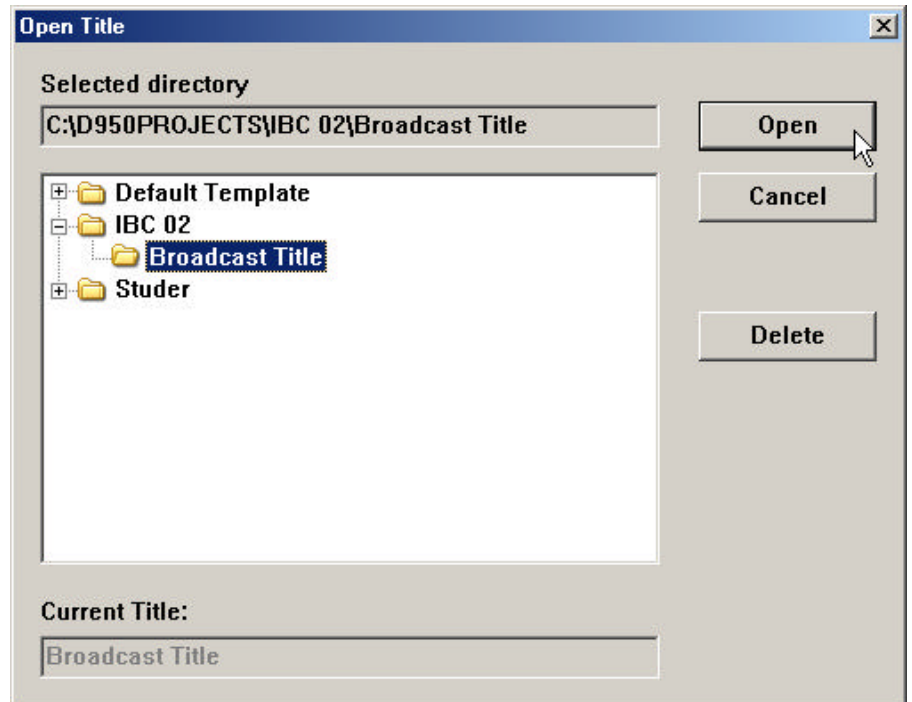 Open Title
Selected directory
C:\D950PROJECTS\IBC 02\Broadcast Title
Open
Cancel
Default Template
IBC 02
Broadcast Title
Studer
Delete
Current Title:
Broadcast Title